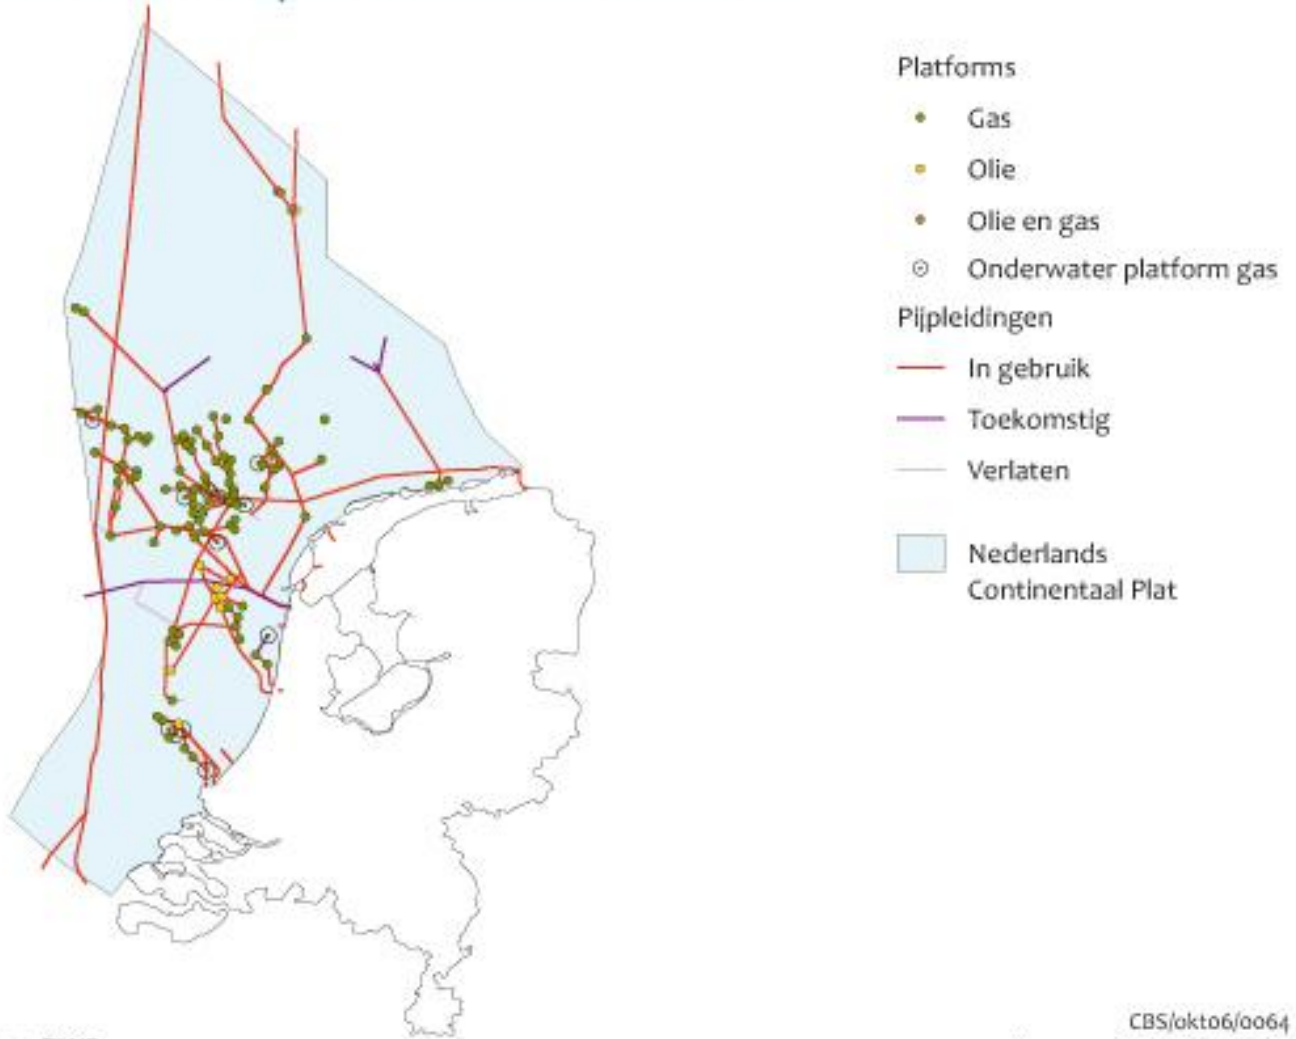 Platforms
Gas
Olie
Olie en gas
Onderwater platform gas
Pijpleidingen
In gebruik
Toekomstig
Verlaten
Nederlands
Continentaal Plat
CBS/okt06/0064